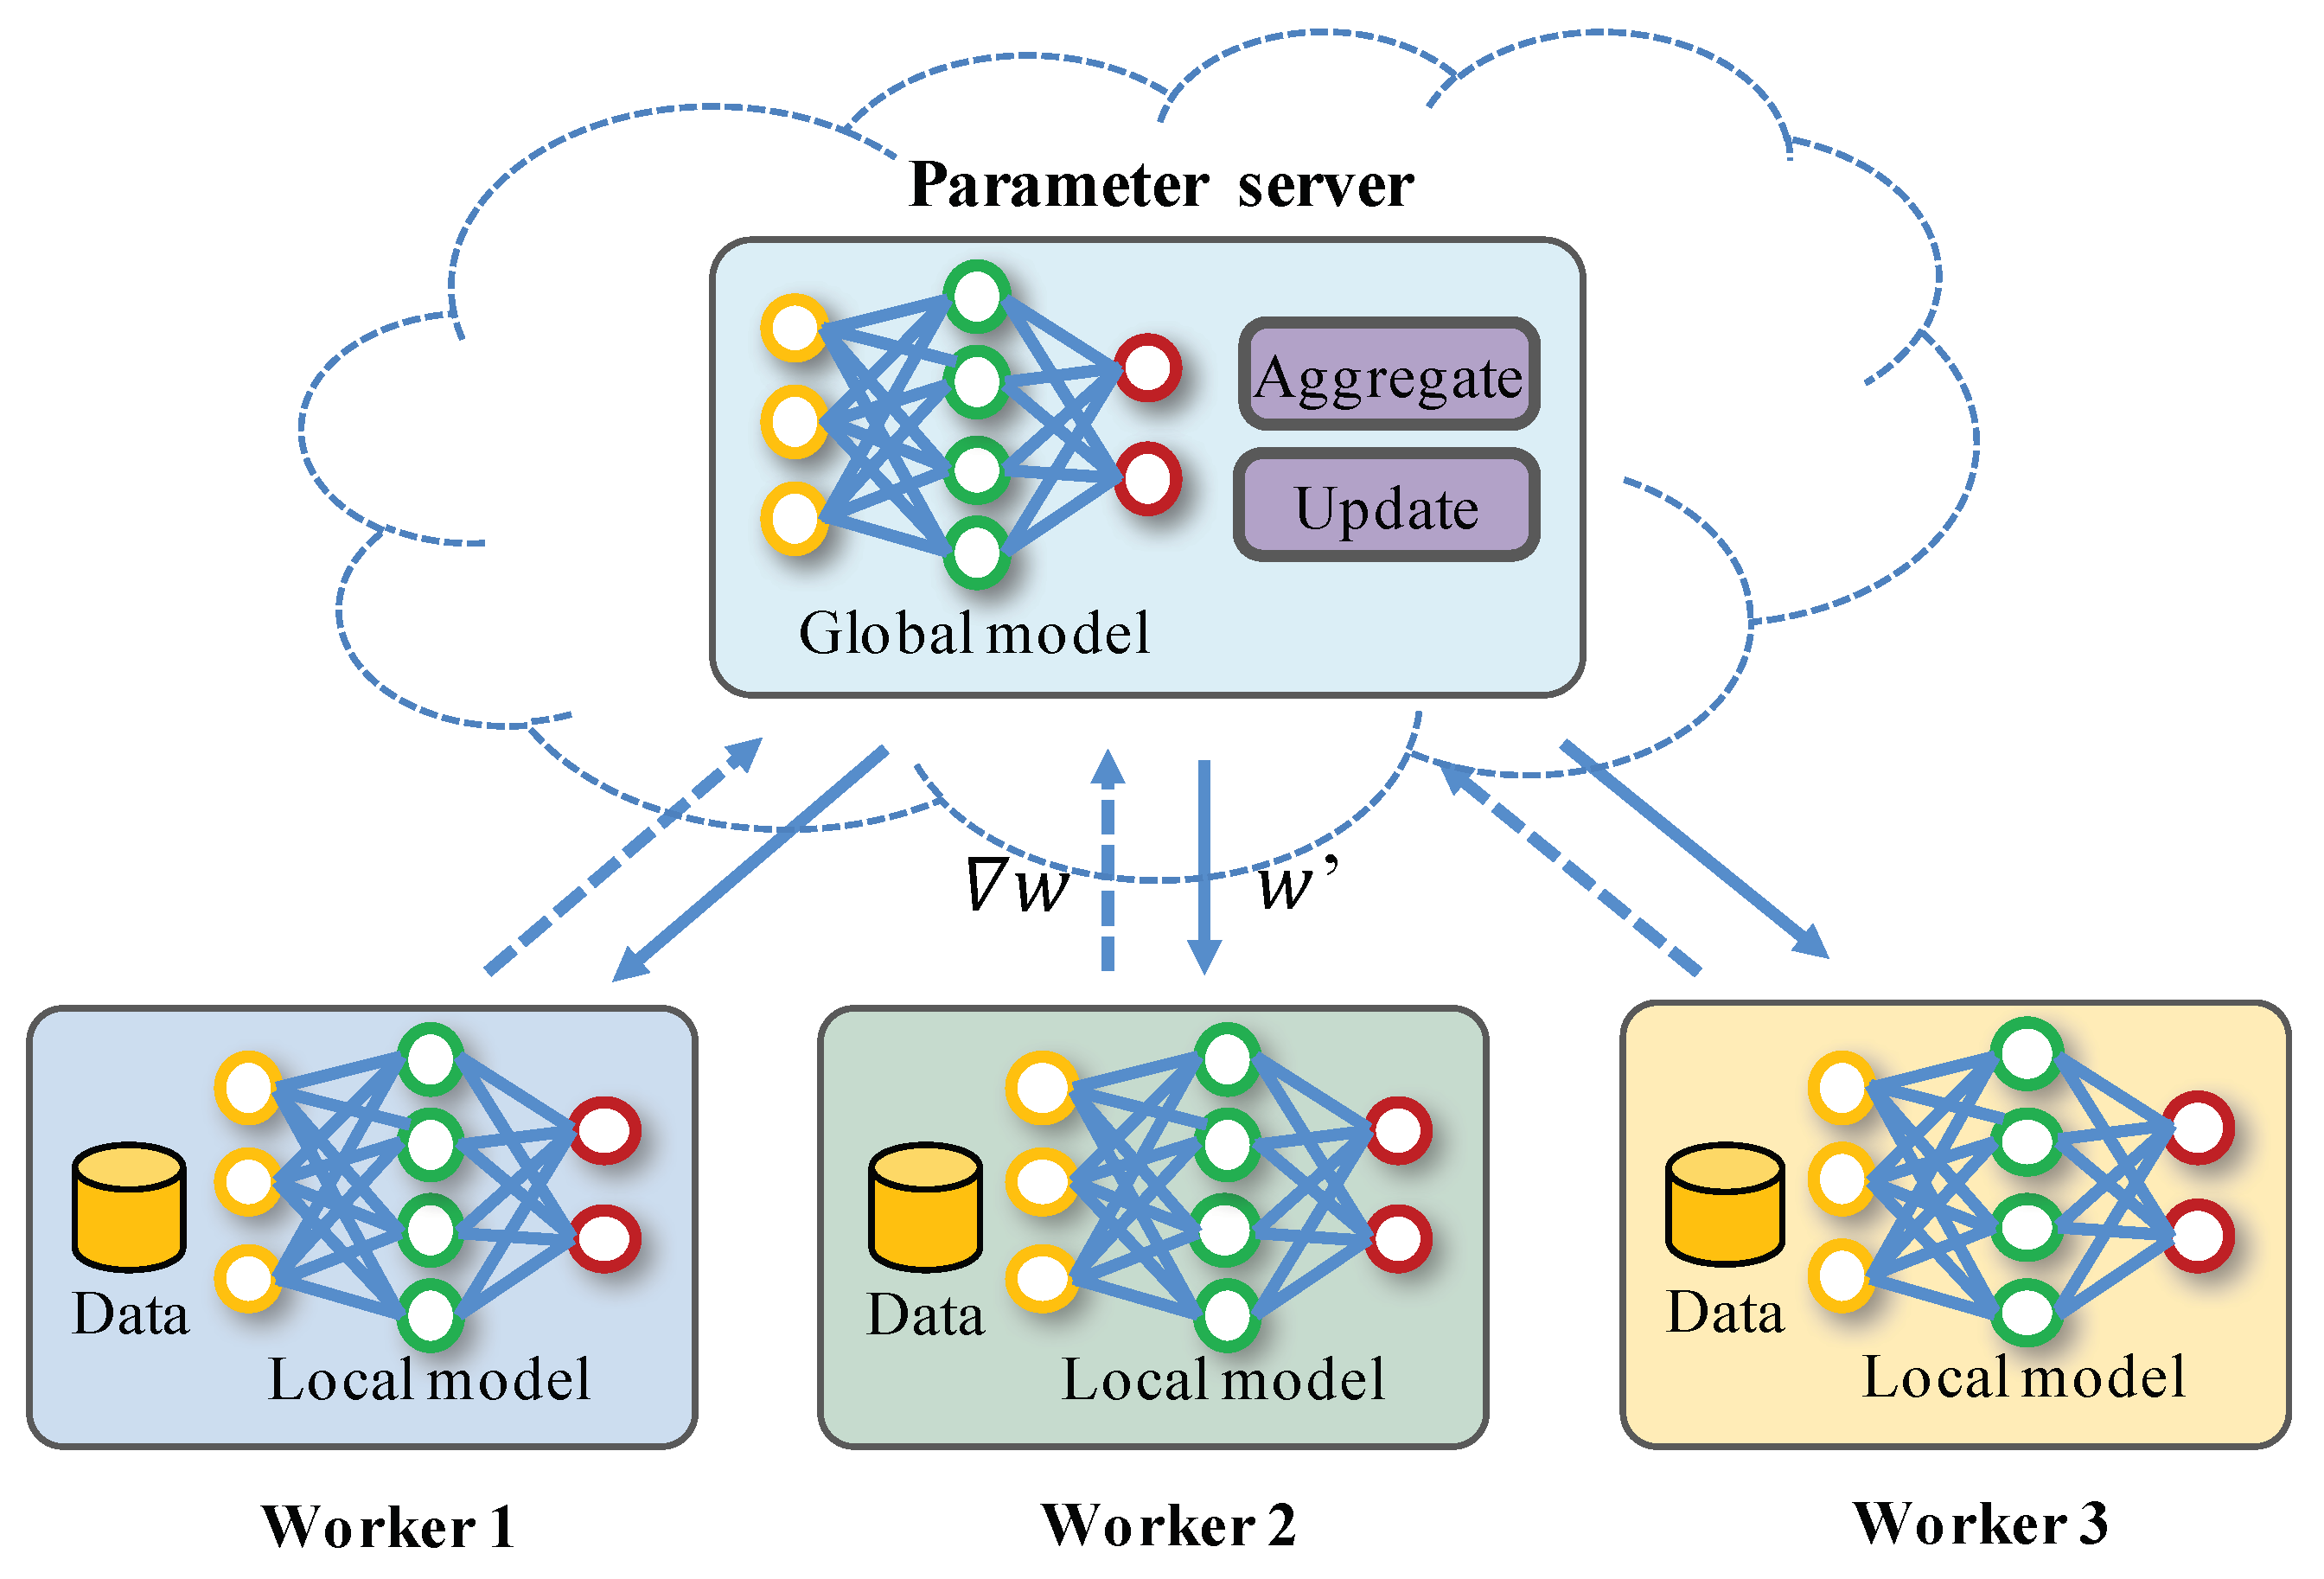 Parameter server
Aggregate
Update
Global model
∇w
w’
Data
Local model
Data
Local model
Data
Local model
Worker 1
Worker 2
Worker 3